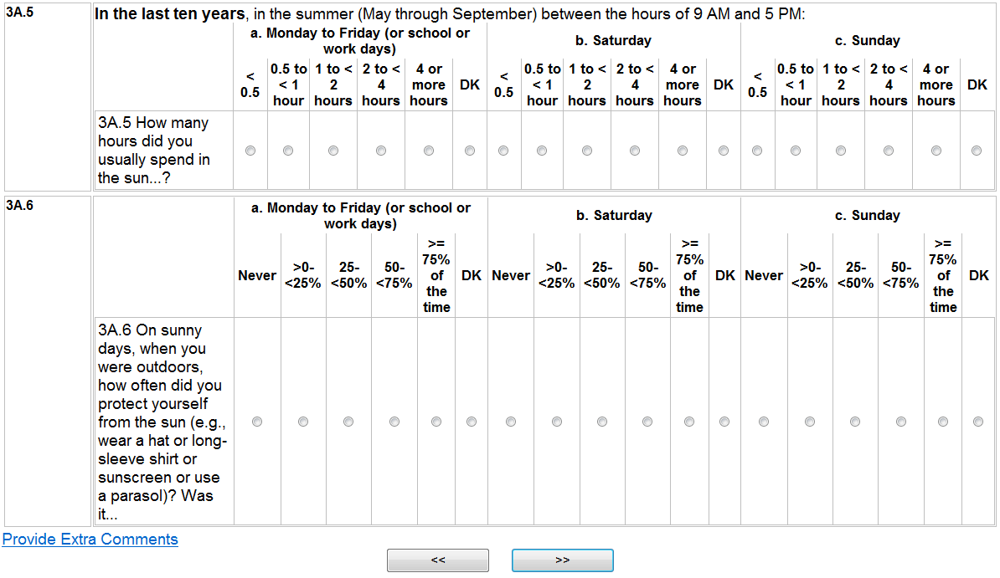 3A.5
In the last ten years, in the summer (May through September) between the hours of 9 AM and 5 PM:
a. Monday to Friday (or school or
work days)
b. Saturday
c. Sunday
<
0.5
0.5 to
< 1
hour
1 to <
2
hours
2 to <
4
hours
4 or
more
hours
DK
<
0.5
0.5 to
< 1
hour
1 to <
2
hours
2 to <
4
hours
4 or
more
hours
DK
<
0.5
0.5 to
< 1
hour
1 to <
2
hours
2 to <
4
hours
4 or
more
hours
DK
3A.5 How many
hours did you
usually spend in
the sun...?
3A.6
a. Monday to Friday (or school or
work days)
b. Saturday
c. Sunday
Never
>0-
<25%
25-
<50%
50-
<75%
>=
75%
of
the
time
DK
Never
>0-
<25%
25-
<50%
50-
<75%
>=
75%
of
the
time
DK
Never
>0-
<25%
25-
<50%
50-
<75%
>=
75%
of
the
time
DK
3A.6 On sunny
days, when you
were outdoors,
how often did you
protect yourself
from the sun (e.g.,
wear a hat or long-
sleeve shirt or
sunscreen or use
a parasol)? Was
it...
Provide Extra Comments
<<
>>